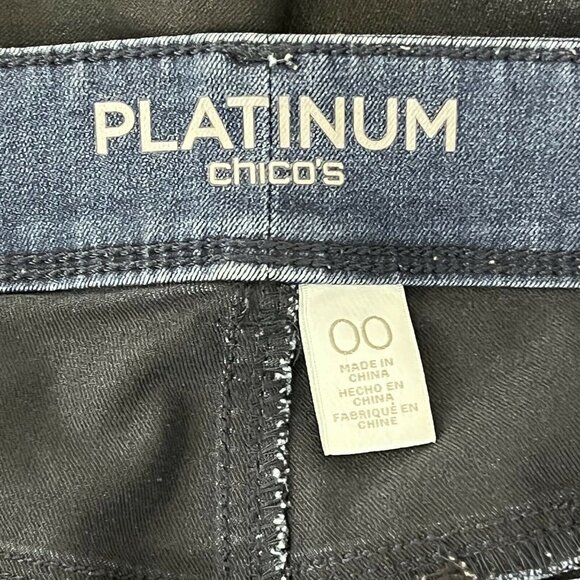 PLATINUM
chico's
00
MADE IN
CHINA
HECHO EN
CHINA
FABRIQUÉ EN
CHINE